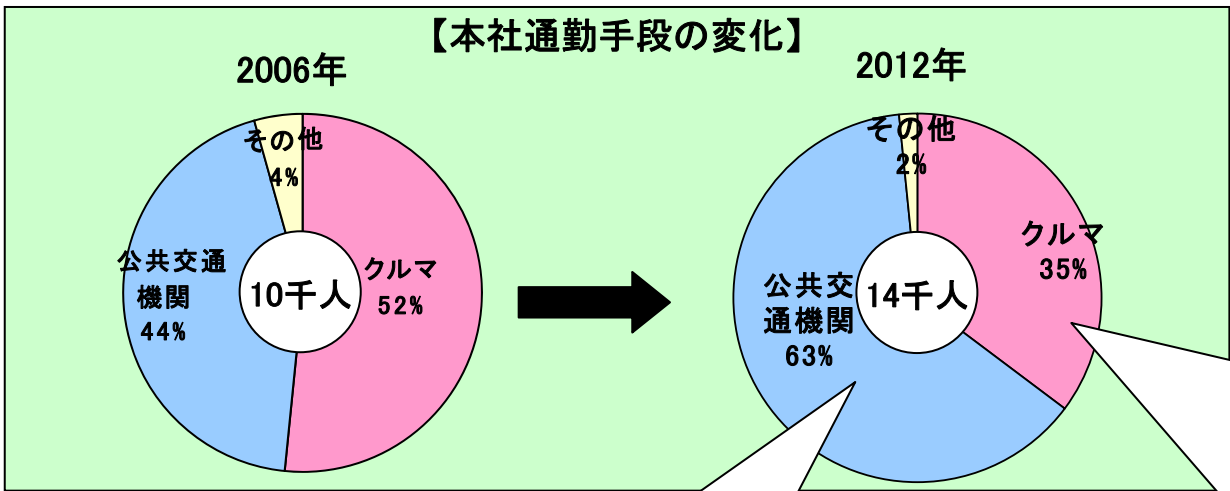 【本社通勤手段の変化】
2006年
その他
4%
公共交通
機関
44%
10千人
クルマ
52%
2012年
その他
2%
クルマ
35%
公共交
通機関
63%
14千人